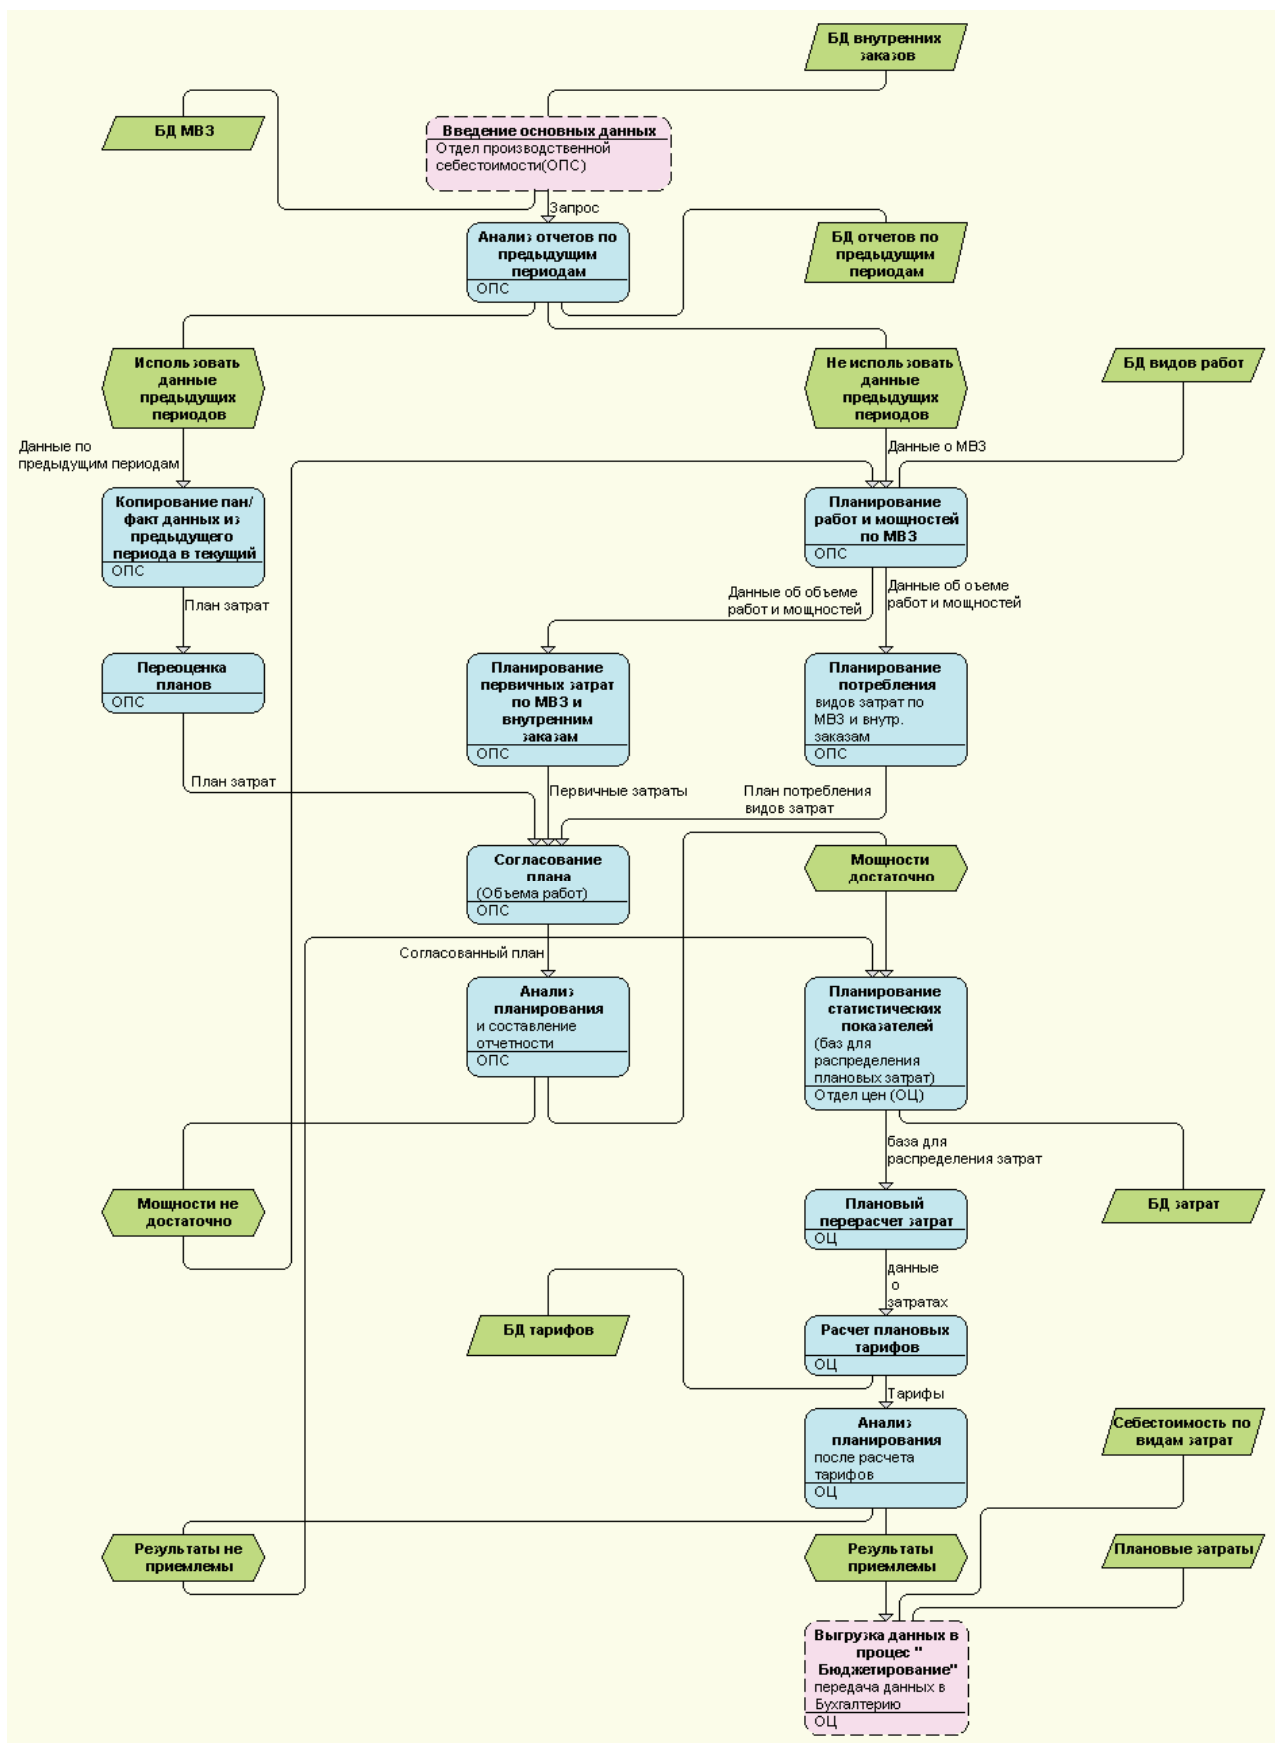 БД внутренних
заказов
БД МВЗ
Введение основных данных
Отдел производственной
себестоимости(ОПС)
Запрос
Анализ отчетов по
предыдущим
периодам
ОПС
БД отчетов по
предыдущим
периодам
Использовать
данные
предыдущих
периодов
Не использовать
данные
предыдущих
периодов
БД видов работ
Данные по
предыдущим периодам
Данные о МВЗ
Копирование пан/
факт данных из
предыдущего
периода в текущий
ОПС
Планирование
работ и мощностей
по МВЗ
ОПС
План затрат
Данные об объеме
работ и мощностей
Данные об оъеме
работ и мощностей
Переоценка
планов
ОПС
Планирование
первичных затрат
по МВЗ и
внутренним
заказам
ОПС
Планирование
потребления
видов затрат по
МВЗ и внутр.
заказам
ОПС
План затрат
Первичные затраты
План потребления
видов затрат
Согласование
плана
(Объема работ)
ОПС
Мощности
достаточно
Согласованный план
Анализ
планирования
и составление
отчетности
ОПС
Планирование
статистических
показателей
(баз для
распределения
плановых затрат)
Отдел цен (ОЦ)
база для
распределения затрат
Мощности не
достаточно
Плановый
перерасчет затрат
ОЦ
БД затрат
данные
о
затратах
БД тарифов
Расчет плановых
тарифов
ОЦ
Тарифы
Анализ
планирования
после расчета
тарифов
ОЦ
Себестоимость по
видам затрат
Результаты не
приемлемы
Результаты
приемлемы
Плановые затраты
Выгрузка данных в
процес "
Бюджетирование"
передача данных в
Бухгалтерию
ОЦ